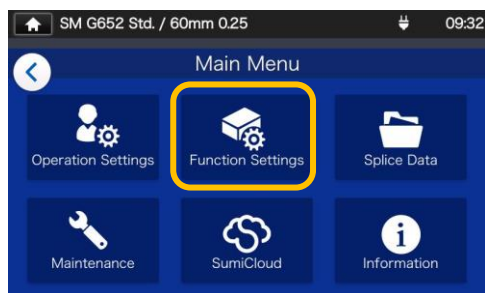 SM G652 Std. / 60mm 0.25 09:32
Main Menu
Operation Settings Function Settings Splice Data
Maintenance SumiCloud Information